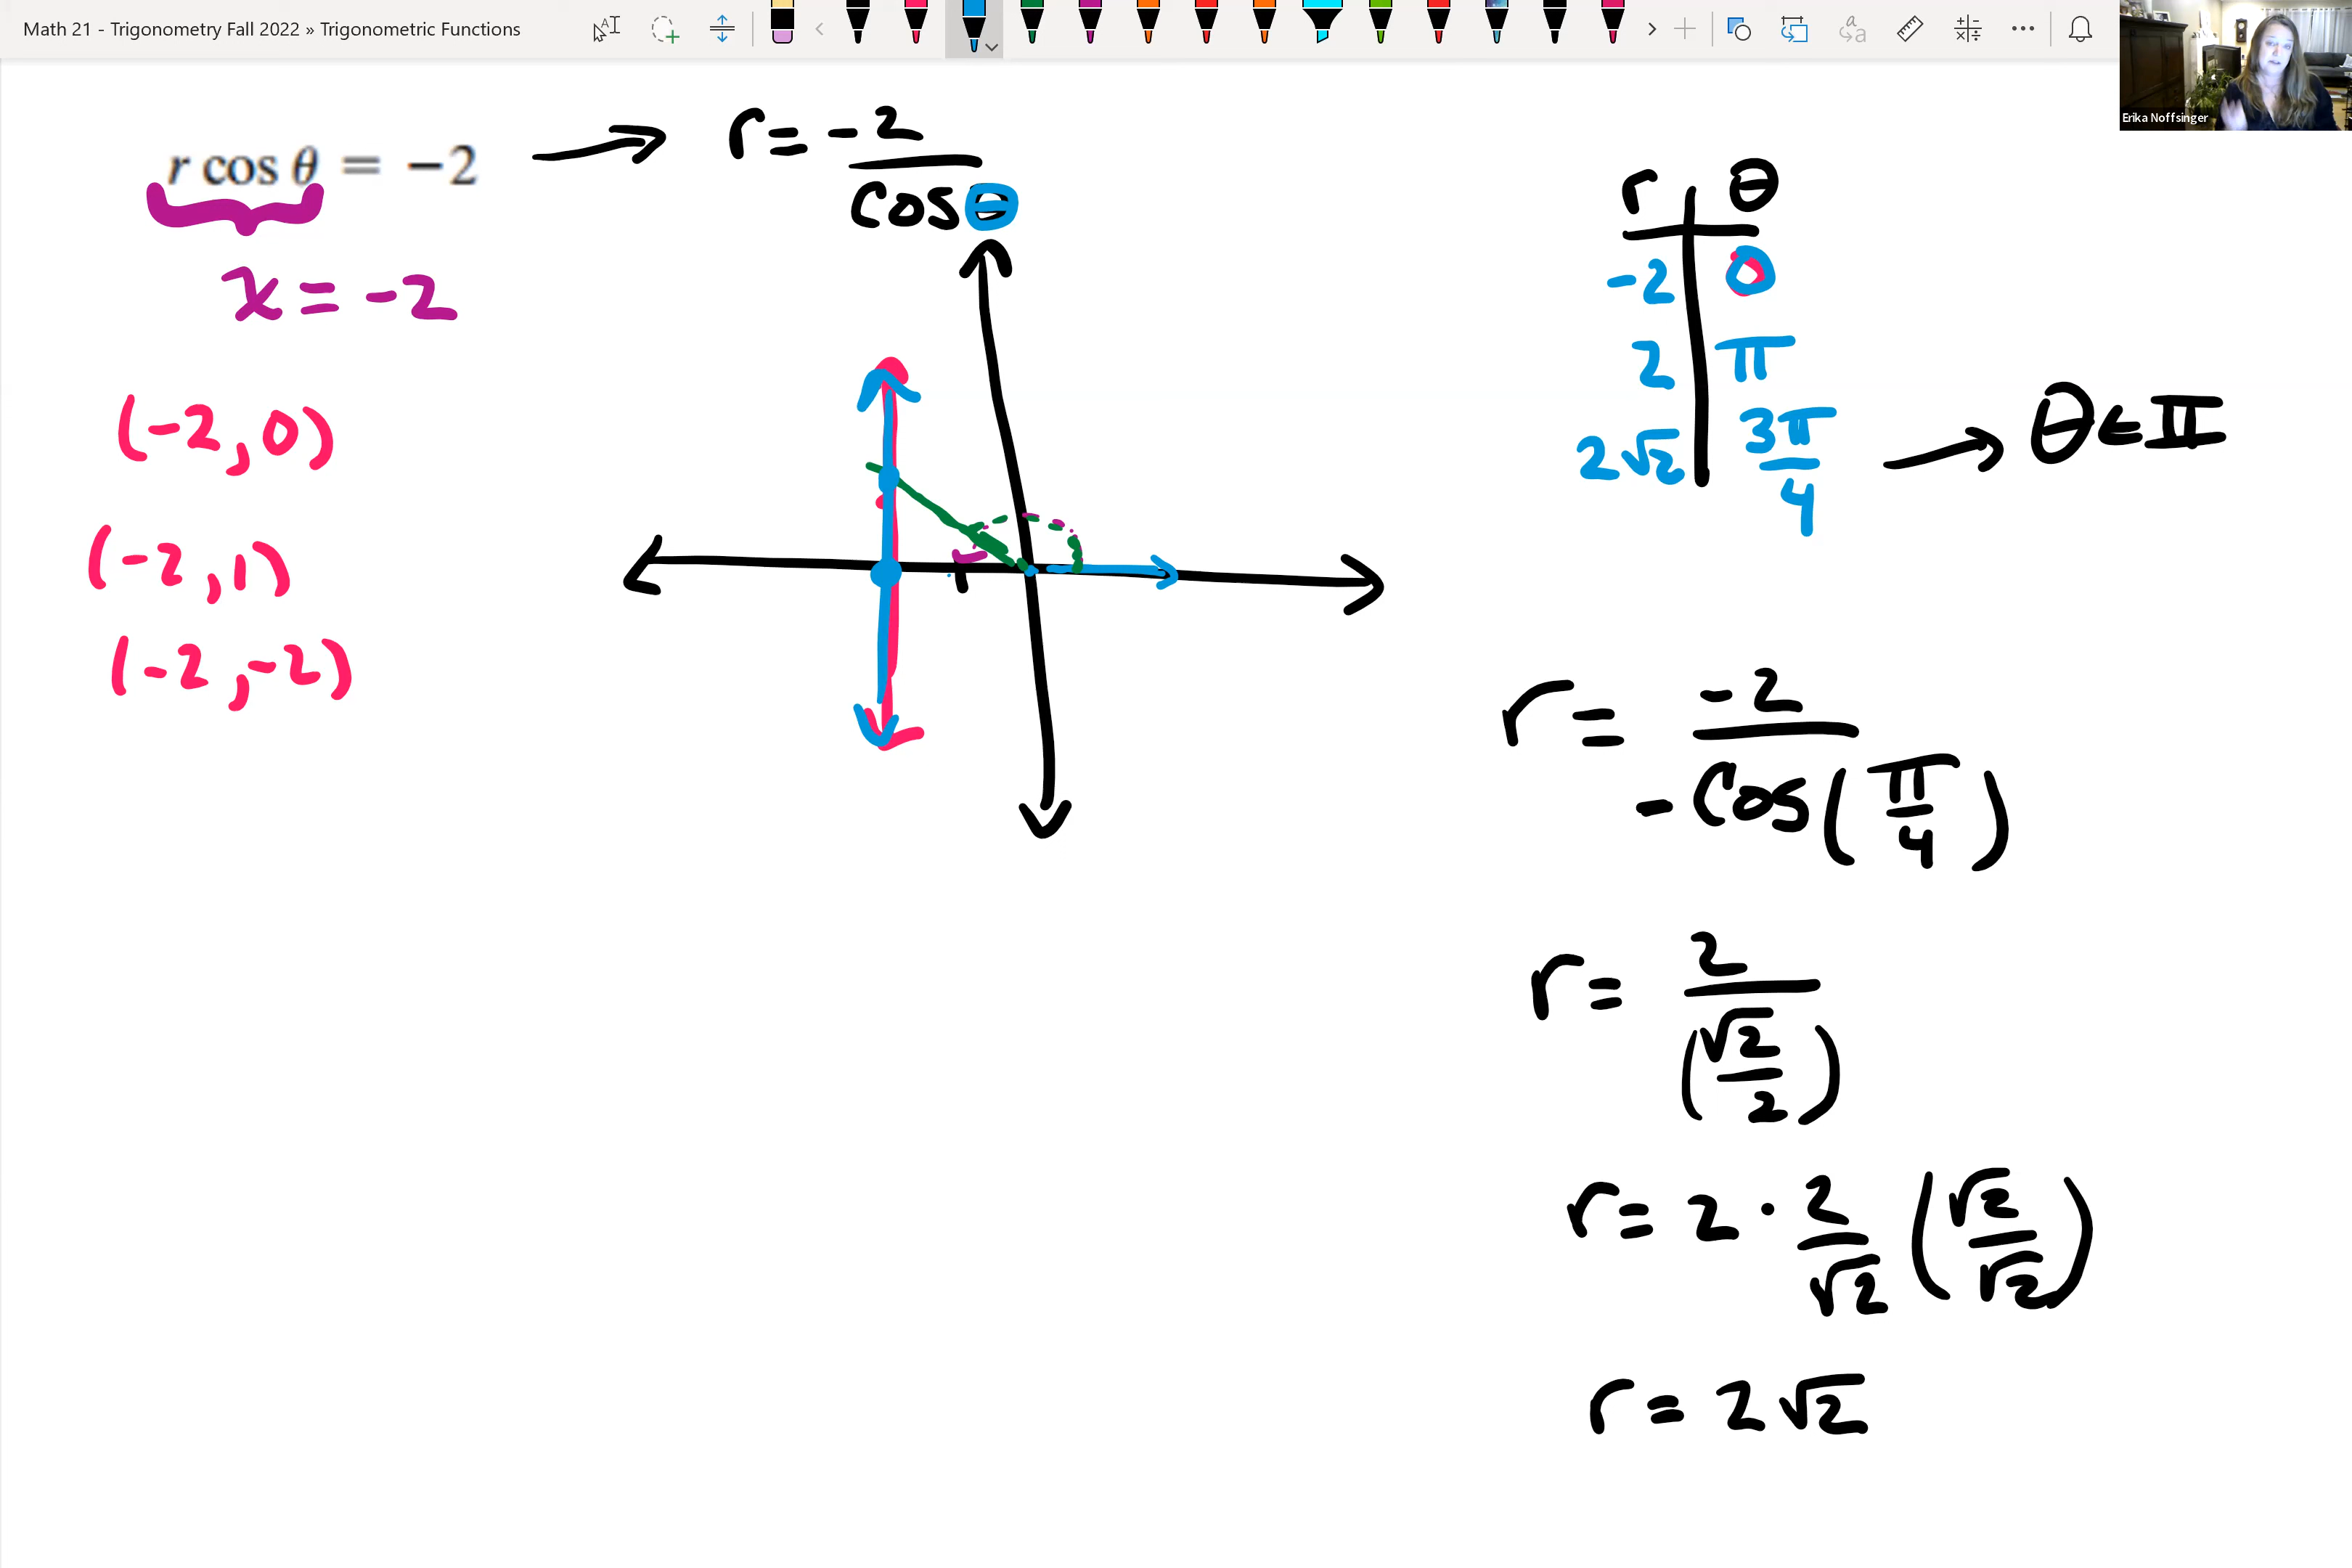 Math 21 - Trigonometry Fall 2022 » Trigonometric Functions
Erika Noffsinger
r cos θ = −2 → r = -2/cos θ
x = -2
(-2, 0)
(-2, 1)
(-2, -2)
r | θ
-2 | 0
2 | π
2√2 | 3π/4 → θ ∈ II
r = -2/-cos(π/4)
r = 2/(√2/2)
r = 2 · 2/√2 (√2/√2)
r = 2√2